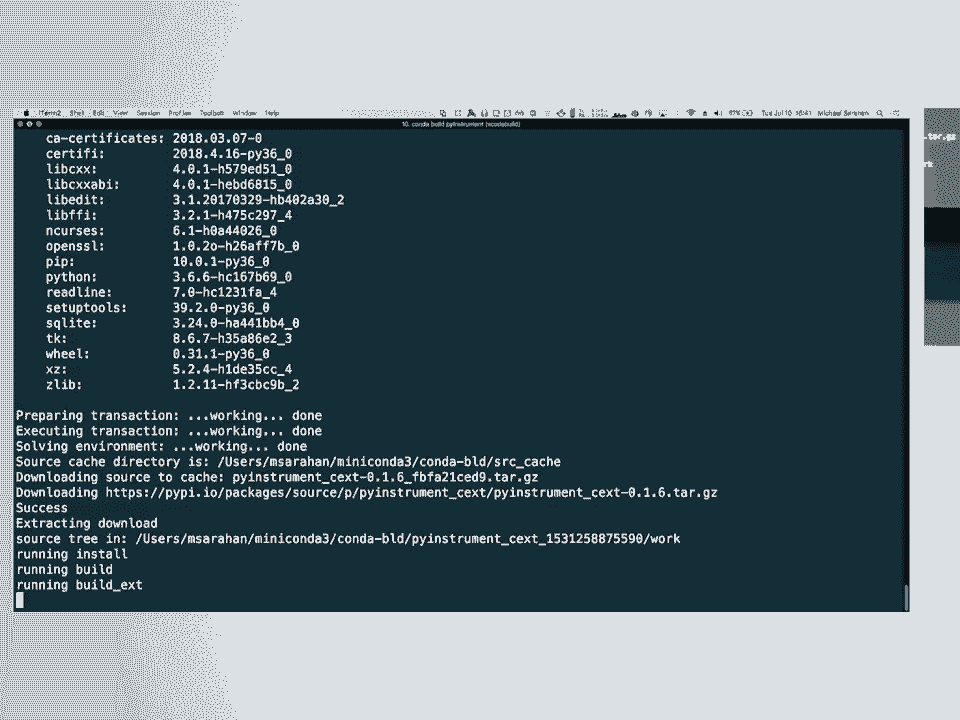 iTerm2 Shell Edit View Session Profiles Toolbelt Window Help
Tue Jul 10 Michael Sarahan
10. conda build pyinstrument (xcodebuild)
ca-certificates: 2018.03.07-0
certifi: 2018.4.16-py36_0
libcxx: 4.0.1-h579ed51_0
libcxxabi: 4.0.1-hebd6815_0
libedit: 3.1.20170329-hb402a30_2
libffi: 3.2.1-h475c297_4
ncurses: 6.1-h0a44026_0
openssl: 1.0.2o-h26aff7b_0
pip: 10.0.1-py36_0
python: 3.6.6-hc167b69_0
readline: 7.0-hc1231fa_4
setuptools: 39.2.0-py36_0
sqlite: 3.24.0-ha441bb4_0
tk: 8.6.7-h35a86e2_3
wheel: 0.31.1-py36_0
xz: 5.2.4-h1de35cc_4
zlib: 1.2.11-hf3cbc9b_2
Preparing transaction: ...working... done
Executing transaction: ...working... done
Solving environment: ...working... done
Source cache directory is: /Users/msarahan/miniconda3/conda-bld/src_cache
Downloading source to cache: pyinstrument_cext-0.1.6_fbfa21ced9.tar.gz
Downloading https://pypi.io/packages/source/p/pyinstrument_cext/pyinstrument_cext-0.1.6.tar.gz
Success
Extracting download
source tree in: /Users/msarahan/miniconda3/conda-bld/pyinstrument_cext_1531258875590/work
running install
running build
running build_ext
.tar.gz
rk